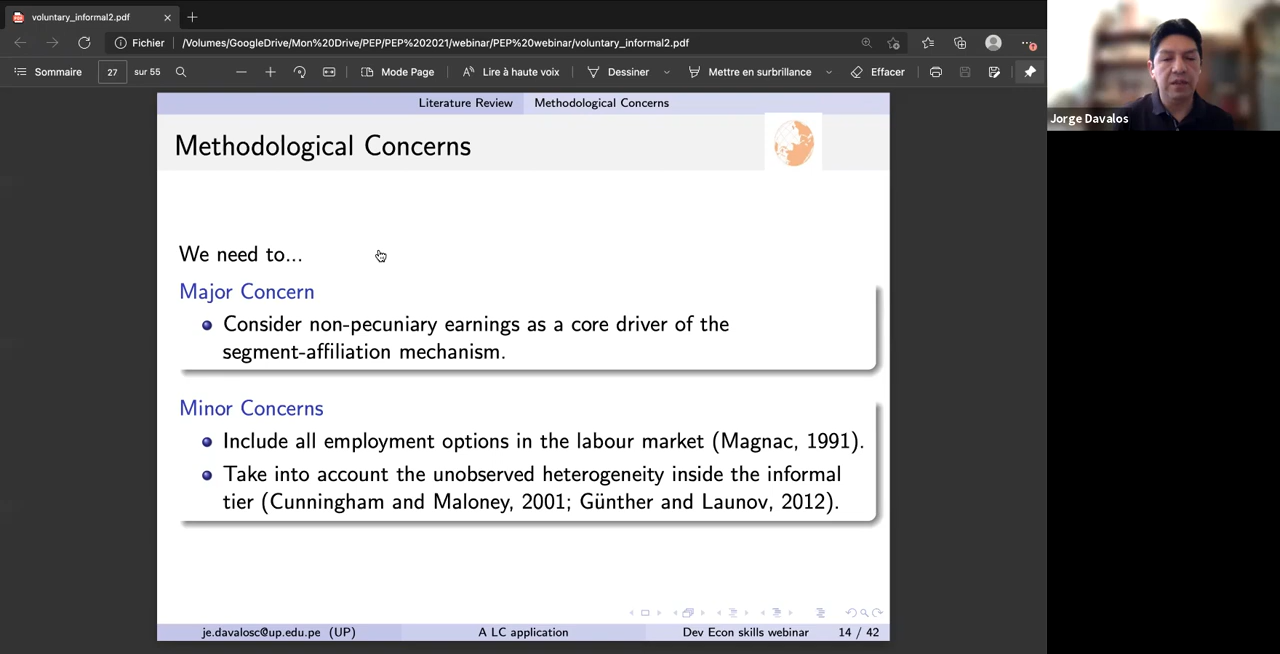 voluntary_informal2.pdf
Fichier
/Volumes/GoogleDrive/Mon%20Drive/PEP/PEP%202021/webinar/PEP%20webinar/voluntary_informal2.pdf
Sommaire
27 sur 55
Mode Page
Lire à haute voix
Dessiner
Mettre en surbrillance
Effacer
Jorge Davalos
Literature Review
Methodological Concerns
Methodological Concerns
We need to...
Major Concern
Consider non-pecuniary earnings as a core driver of the
segment-affiliation mechanism.
Minor Concerns
Include all employment options in the labour market (Magnac, 1991).
Take into account the unobserved heterogeneity inside the informal
tier (Cunningham and Maloney, 2001; Günther and Launov, 2012).
je.davalosc@up.edu.pe (UP)
A LC application
Dev Econ skills webinar
14 / 42